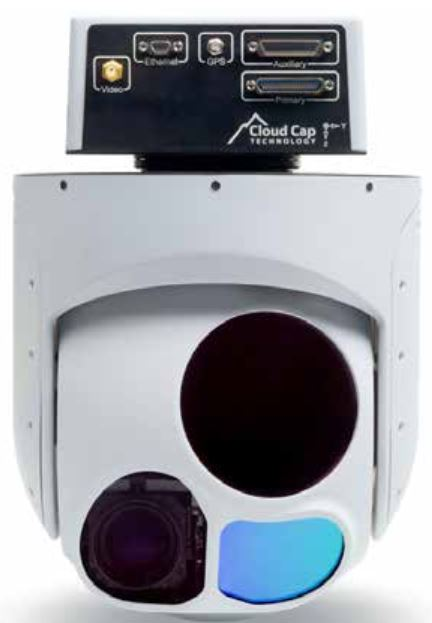 Ethernet
GPS
Auxiliary
Video
Primary
Cloud Cap
TECHNOLOGY
Y
Z